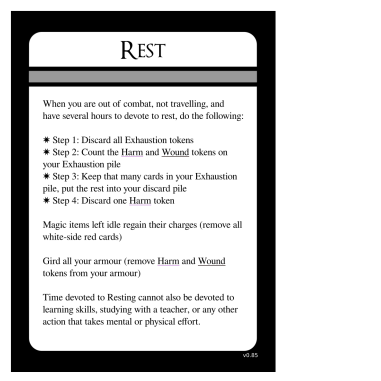 REST
When you are out of combat, not travelling, and
have several hours to devote to rest, do the following:
✷ Step 1: Discard all Exhaustion tokens
✷ Step 2: Count the Harm and Wound tokens on
your Exhaustion pile
✷ Step 3: Keep that many cards in your Exhaustion
pile, put the rest into your discard pile
✷ Step 4: Discard one Harm token
Magic items left idle regain their charges (remove all
white-side red cards)
Gird all your armour (remove Harm and Wound
tokens from your armour)
Time devoted to Resting cannot also be devoted to
learning skills, studying with a teacher, or any other
action that takes mental or physical effort.
v0.85